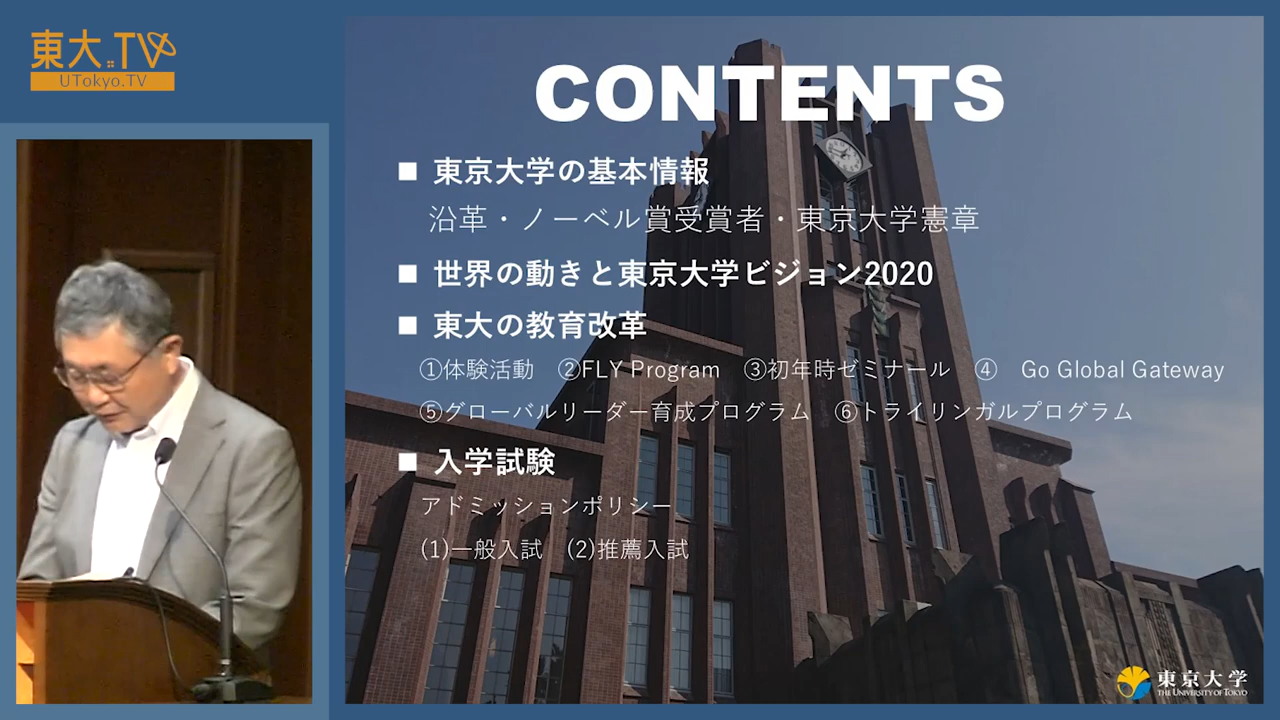 東大.TV
UTokyo.TV
CONTENTS
■ 東京大学の基本情報
沿革・ノーベル賞受賞者・東京大学憲章
■ 世界の動きと東京大学ビジョン2020
■ 東大の教育改革
①体験活動　②FLY Program　③初年時ゼミナール　④　Go Global Gateway
⑤グローバルリーダー育成プログラム　⑥トライリンガルプログラム
■ 入学試験
アドミッションポリシー
(1)一般入試　(2)推薦入試
東京大学
THE UNIVERSITY OF TOKYO